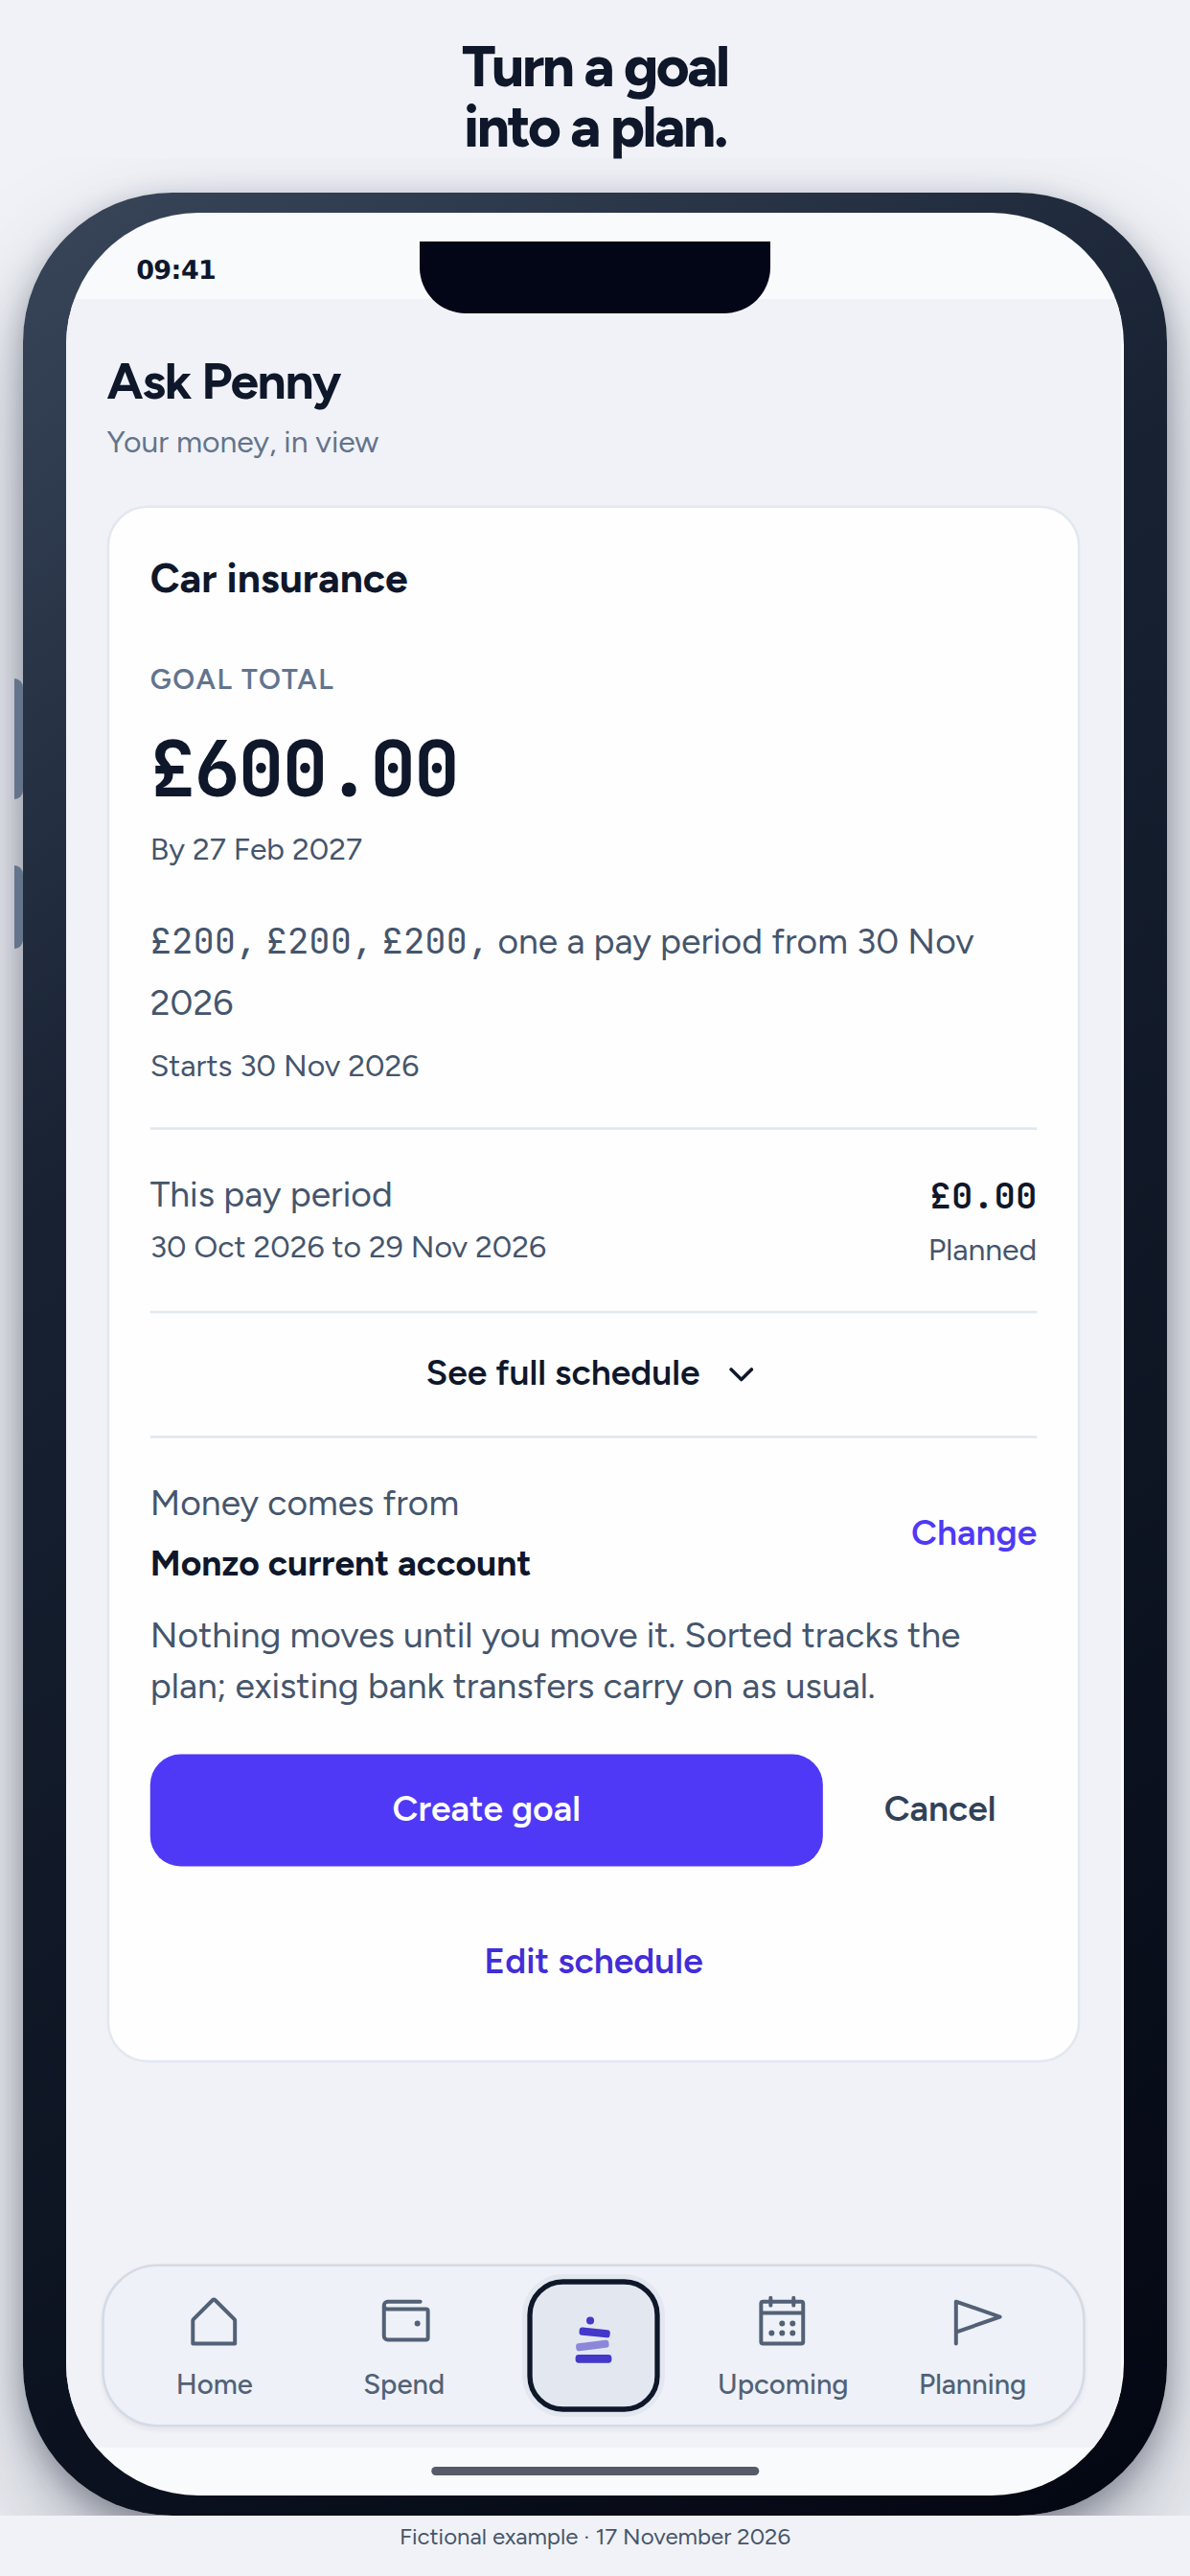 Turn a goal
into a plan.
09:41
Ask Penny
Your money, in view
Car insurance
GOAL TOTAL
£600.00
By 27 Feb 2027
£200, £200, £200, one a pay period from 30 Nov
2026
Starts 30 Nov 2026
This pay period
£0.00
30 Oct 2026 to 29 Nov 2026
Planned
See full schedule
Money comes from
Change
Monzo current account
Nothing moves until you move it. Sorted tracks the
plan; existing bank transfers carry on as usual.
Create goal
Cancel
Edit schedule
Home
Spend
Upcoming
Planning
Fictional example · 17 November 2026